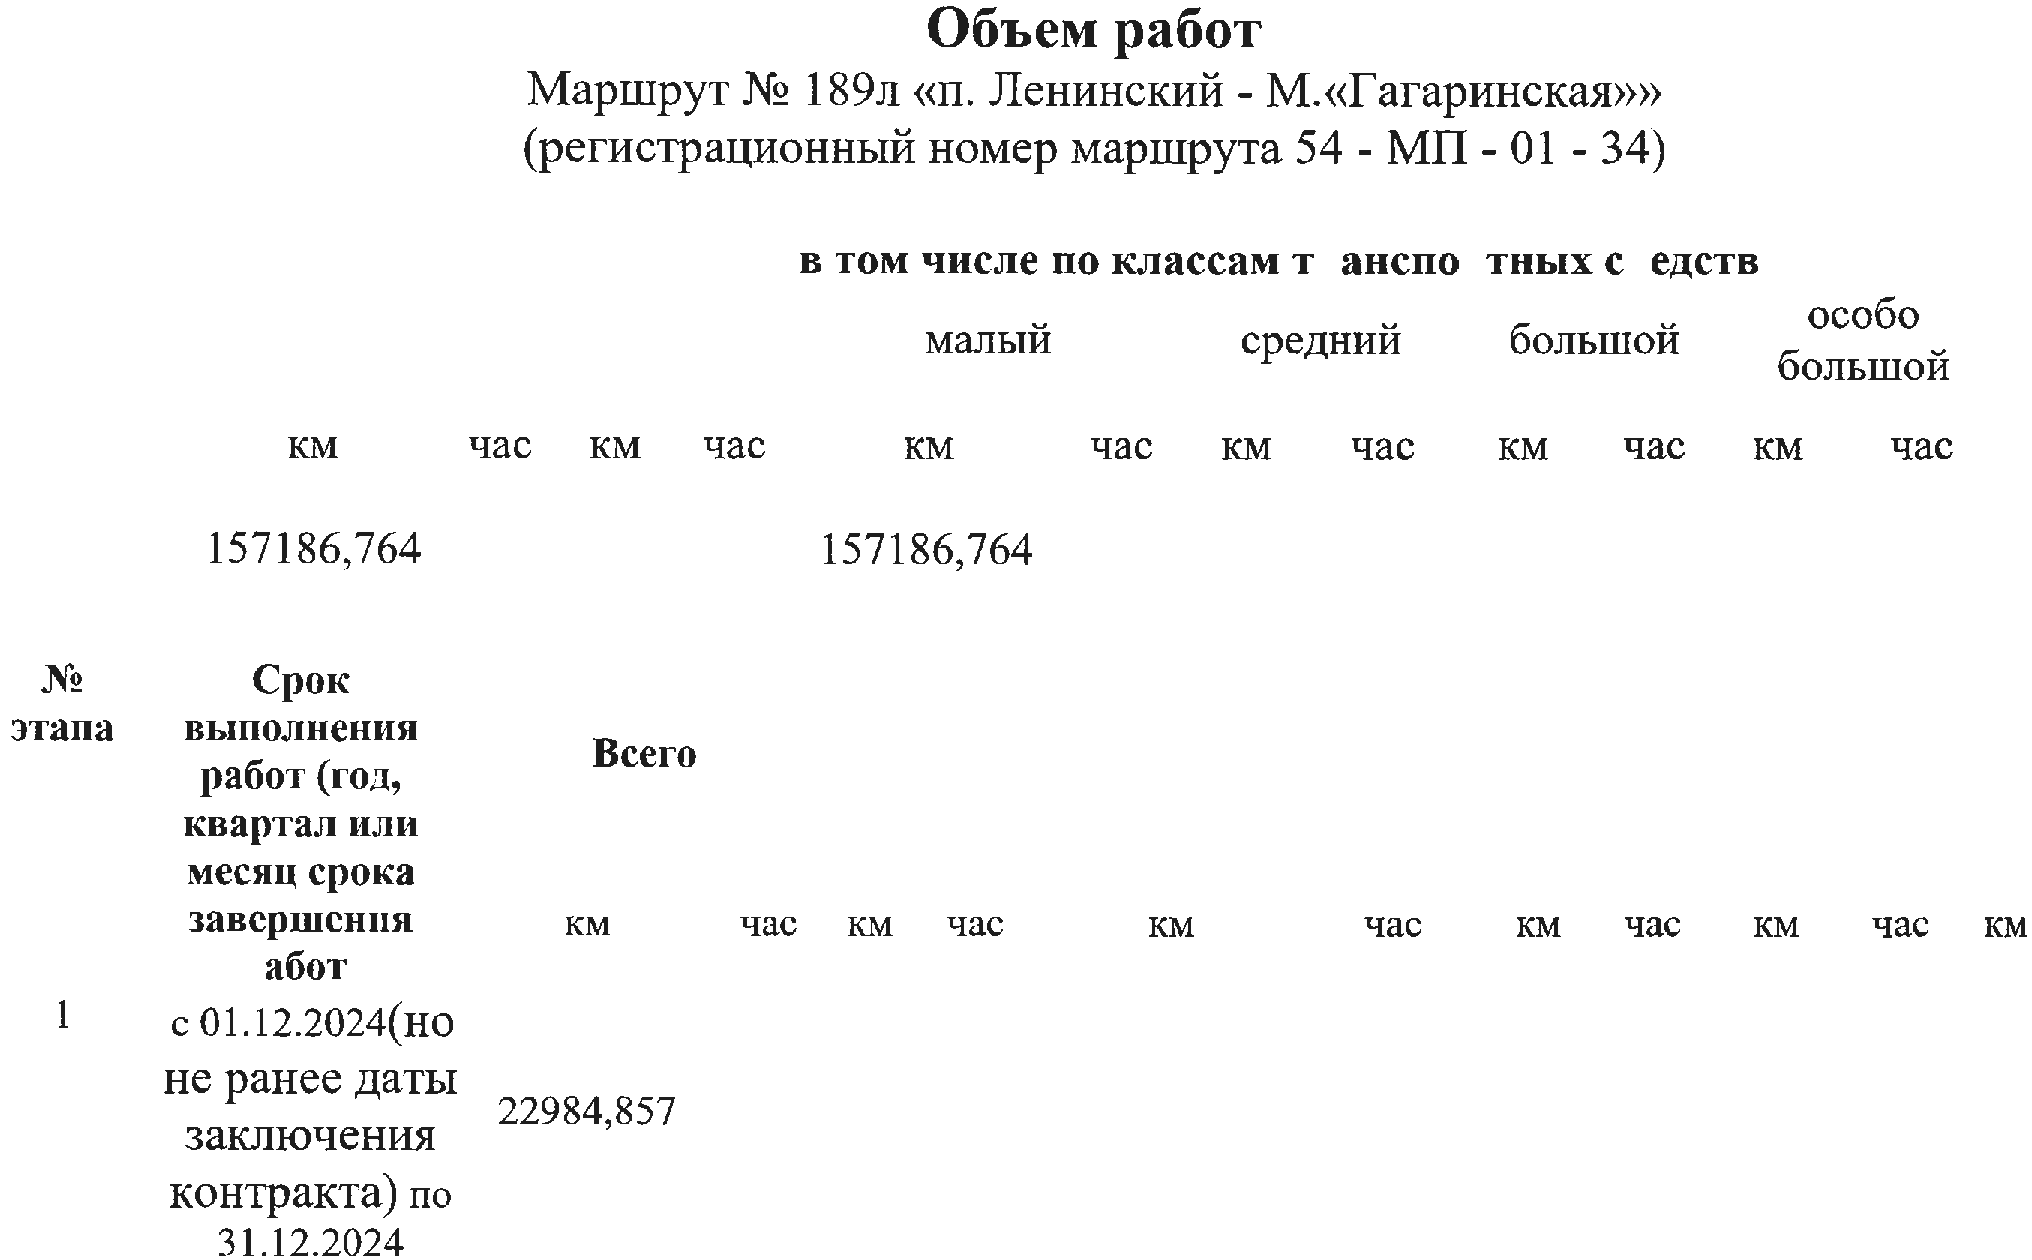 Объем работ
Маршрут № 189л «п. Ленинский - М.«Гагаринская»»
(регистрационный номер маршрута 54 - МП - 01 - 34)
в том числе по классам т анспо тных с едств
малый средний большой особо большой
км час км час км час км час км час км час
157186,764 157186,764
№ этапа
Срок
выполнения
работ (год,
квартал или
месяц срока
завершения
абот
Всего
км час км час км час км час км час км
1
с 01.12.2024(но
не ранее даты
заключения
контракта) по
31.12.2024
22984,857